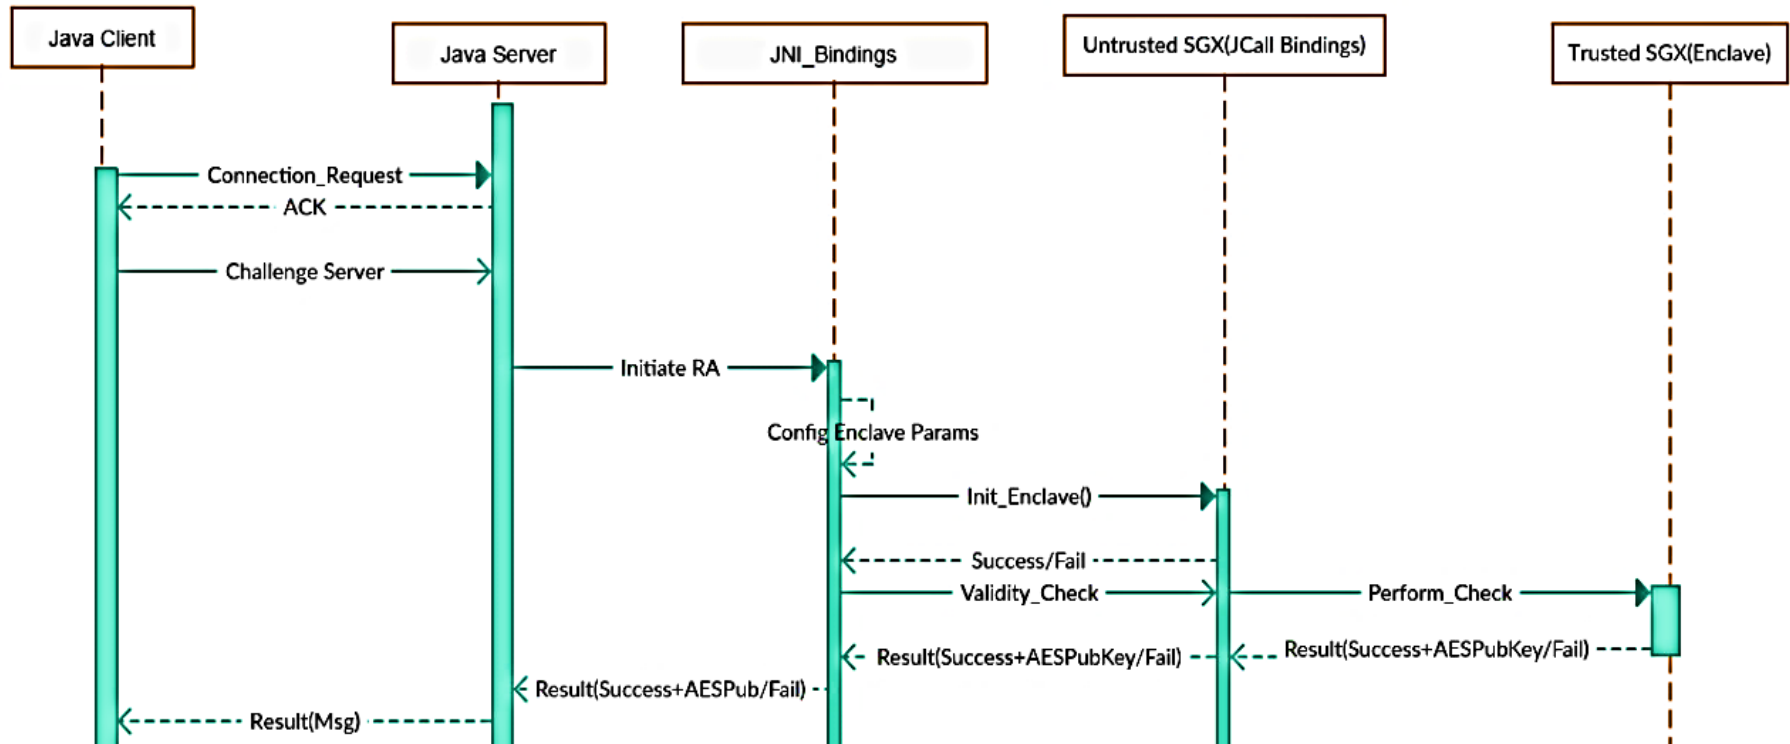 Java Client
Java Server
JNI_Bindings
Untrusted SGX(JCall Bindings)
Trusted SGX(Enclave)
Connection_Request
ACK
Challenge Server
Initiate RA
Config Enclave Params
Init_Enclave()
Success/Fail
Validity_Check
Perform_Check
Result(Success+AESPubKey/Fail)
Result(Success+AESPubKey/Fail)
Result(Success+AESPub/Fail)
Result(Msg)